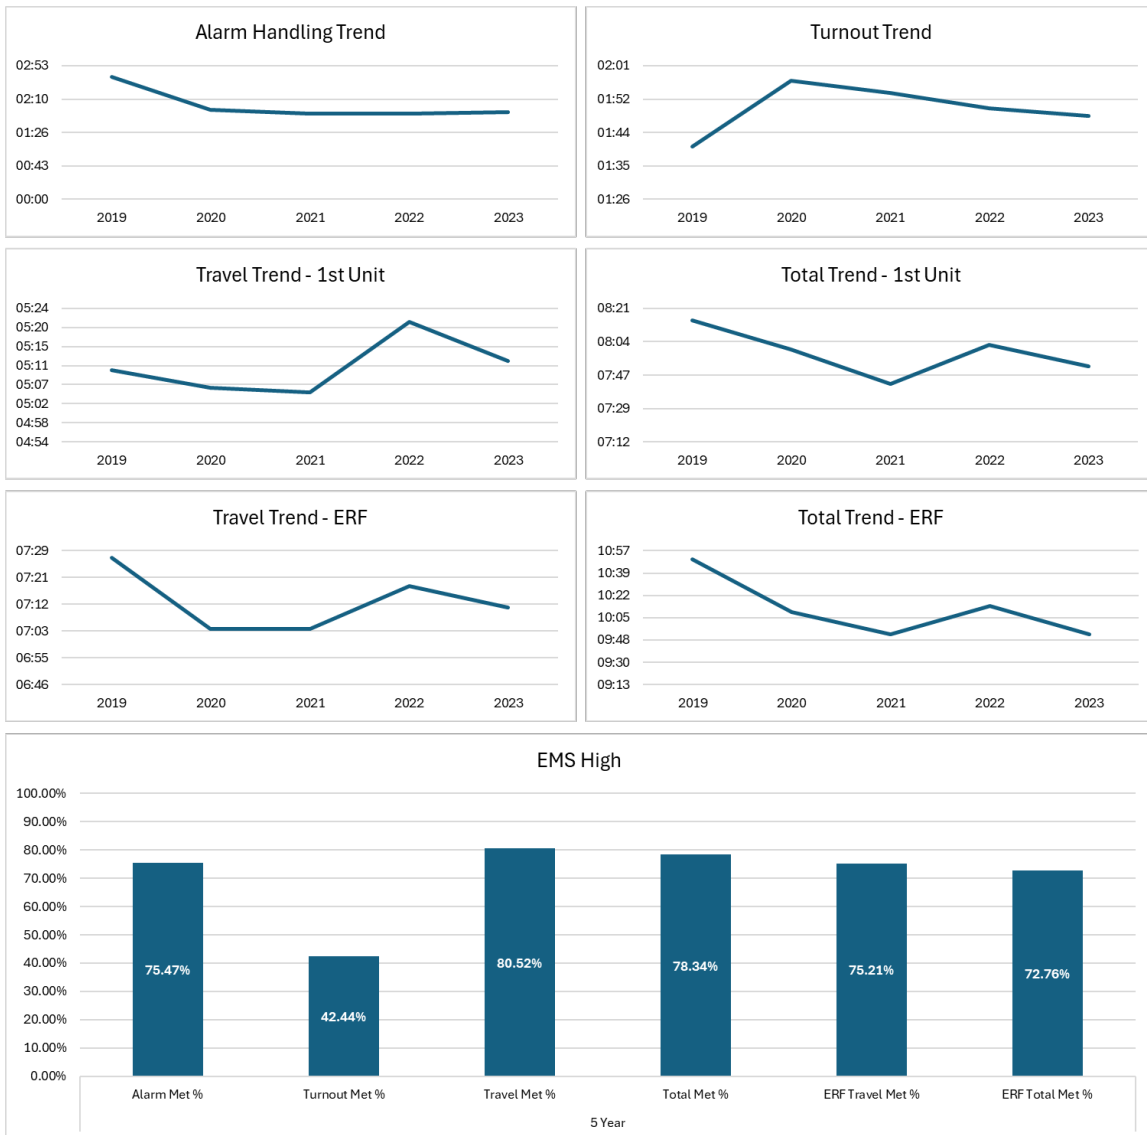 Alarm Handling Trend
02:53
02:10
01:26
00:43
00:00
2019 2020 2021 2022 2023
Turnout Trend
02:01
01:52
01:44
01:35
01:26
2019 2020 2021 2022 2023
Travel Trend - 1st Unit
05:24
05:20
05:15
05:11
05:07
05:02
04:58
04:54
2019 2020 2021 2022 2023
Total Trend - 1st Unit
08:21
08:04
07:47
07:29
07:12
2019 2020 2021 2022 2023
Travel Trend - ERF
07:29
07:21
07:12
07:03
06:55
06:46
2019 2020 2021 2022 2023
Total Trend - ERF
10:57
10:39
10:22
10:05
09:48
09:30
09:13
2019 2020 2021 2022 2023
EMS High
100.00%
90.00%
80.00%
70.00%
60.00%
50.00%
40.00%
30.00%
20.00%
10.00%
0.00%
75.47% 42.44% 80.52% 78.34% 75.21% 72.76%
Alarm Met % Turnout Met % Travel Met % Total Met % ERF Travel Met % ERF Total Met %
5 Year